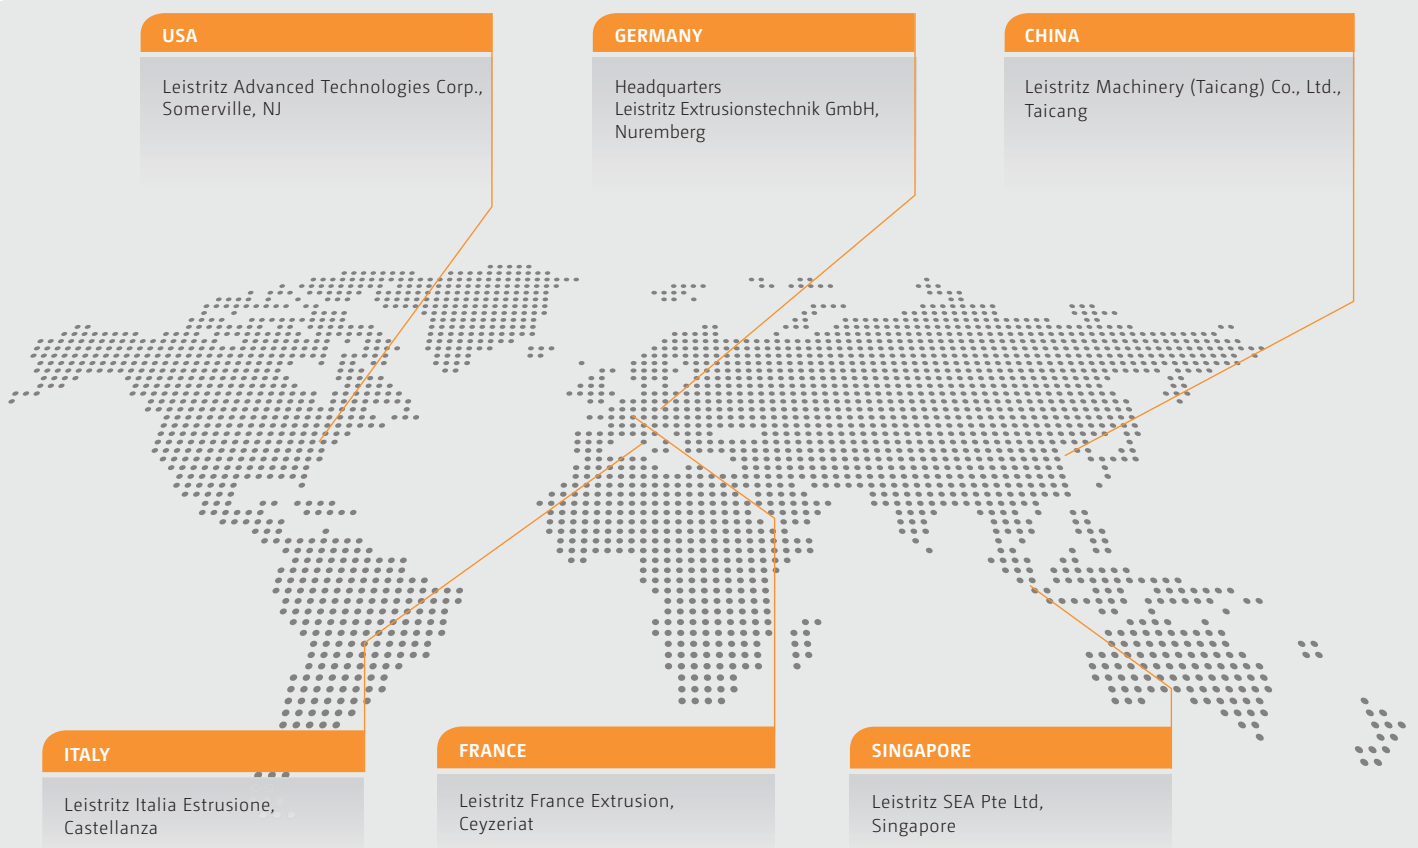 USA
Leistritz Advanced Technologies Corp.,
Somerville, NJ
GERMANY
Headquarters
Leistritz Extrusionstechnik GmbH,
Nuremberg
CHINA
Leistritz Machinery (Taicang) Co., Ltd.,
Taicang
ITALY
Leistritz Italia Estrusione,
Castellanza
FRANCE
Leistritz France Extrusion,
Ceyzeriat
SINGAPORE
Leistritz SEA Pte Ltd,
Singapore